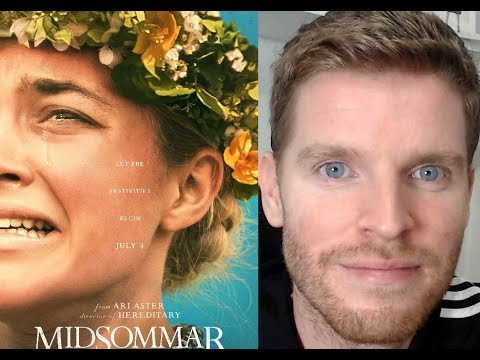 LET THE
FESTIVITIES
BEGIN
JULY 3
from ARI ASTER
director of HEREDITARY
MIDSOMMAR